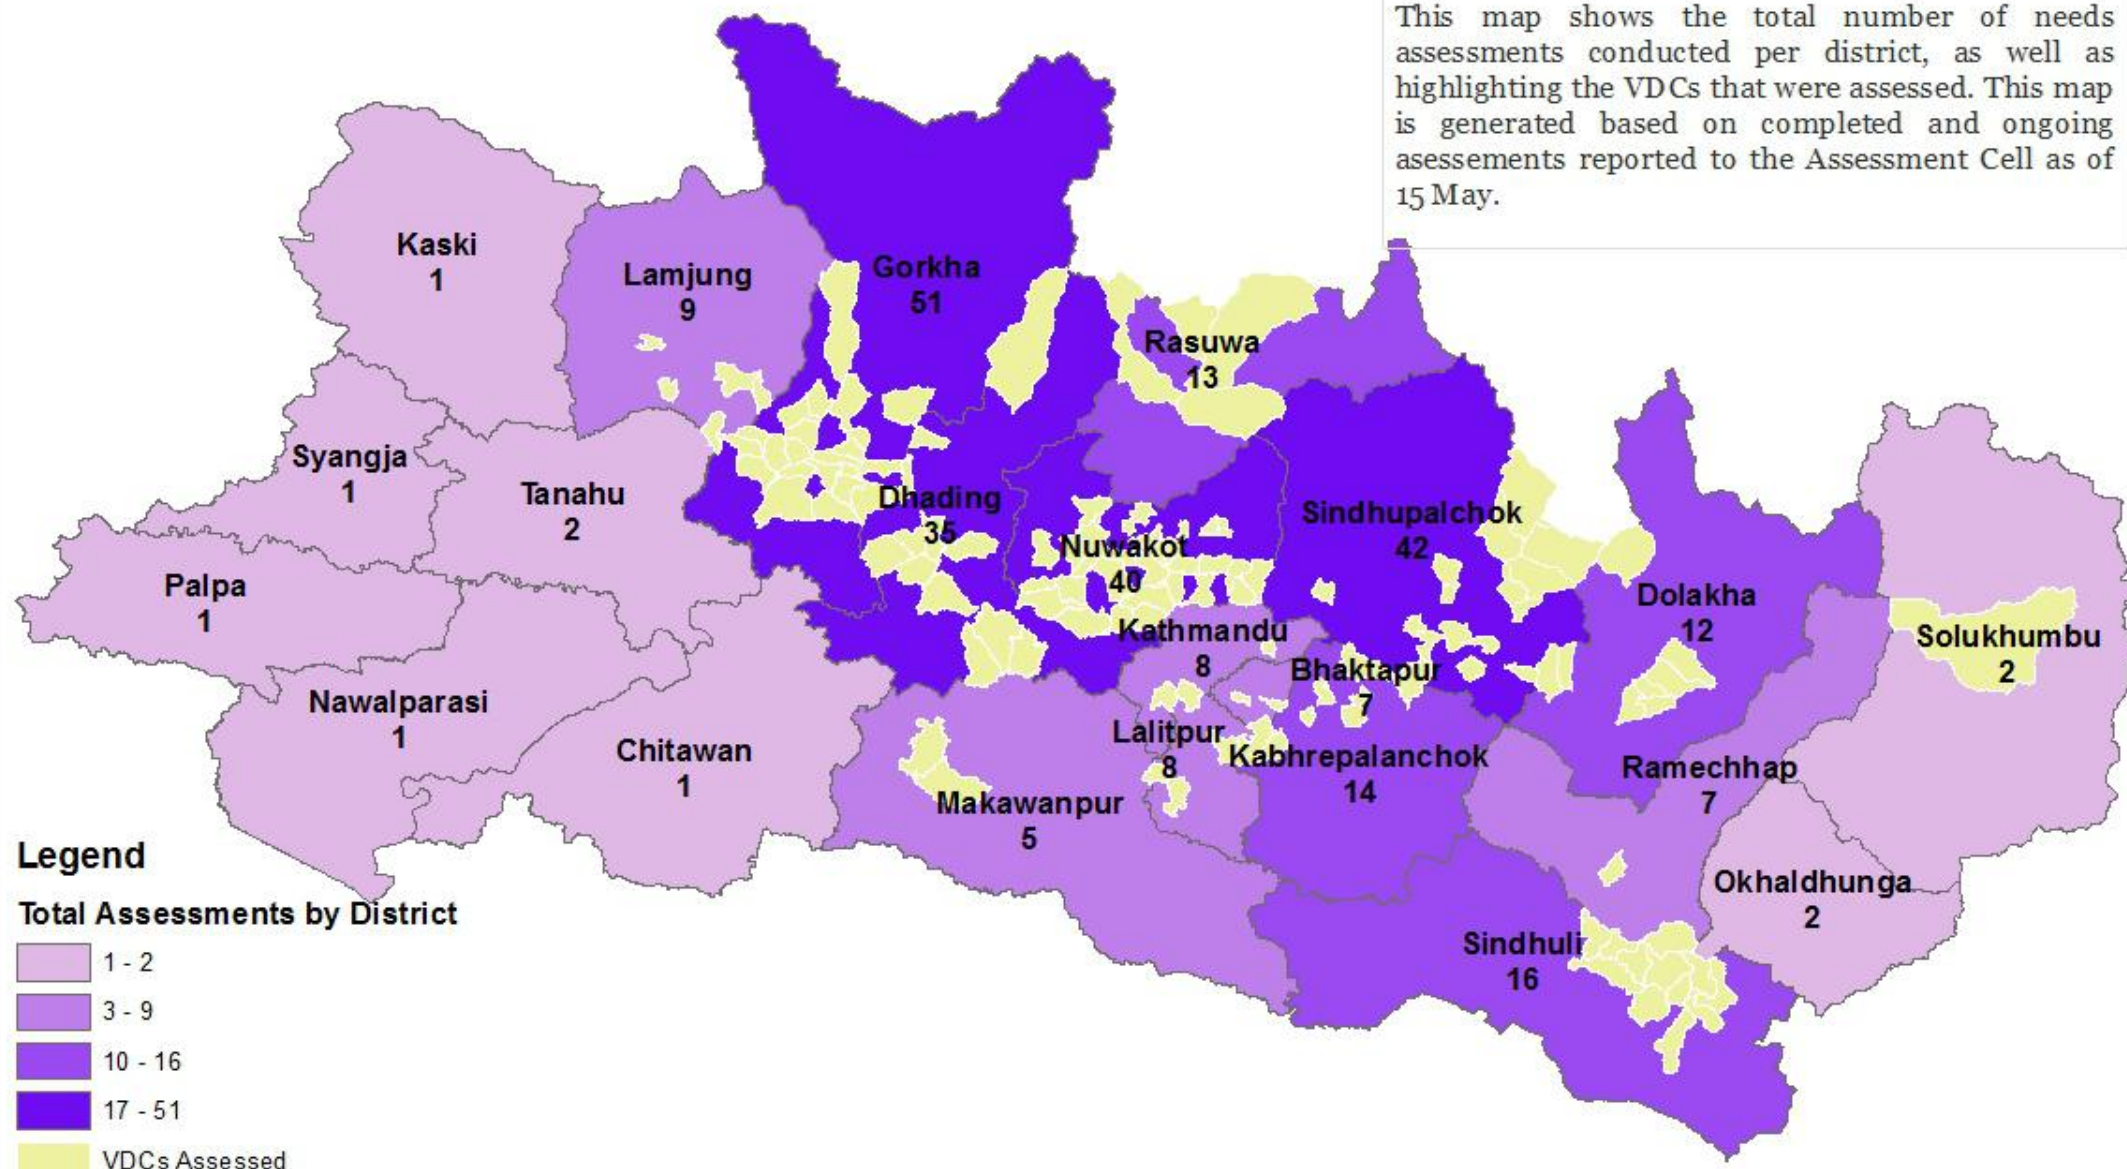 This map shows the total number of needs
assessments conducted per district, as well as
highlighting the VDCs that were assessed. This map
is generated based on completed and ongoing
asessements reported to the Assessment Cell as of
15 May.
Kaski
1
Lamjung
9
Gorkha
51
Rasuwa
13
Syangja
1
Tanahu
2
Dhading
35
Nuwakot
40
Sindhupalchok
42
Palpa
1
Dolakha
12
Solukhumbu
2
Kathmandu
8
Bhaktapur
7
Nawalparasi
1
Chitawan
1
Lalitpur
8
Kabhrepalanchok
14
Ramechhap
7
Makawanpur
5
Okhaldhunga
2
Sindhuli
16
Legend
Total Assessments by District
1 - 2
3 - 9
10 - 16
17 - 51
VDCs Assessed